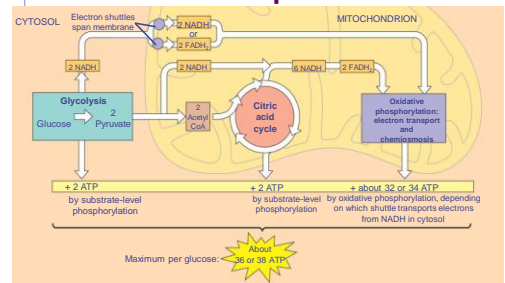 CYTOSOL
Electron shuttles
span membrane
2 NADH
or
2 FADH2
MITOCHONDRION
2 NADH
2 NADH
6 NADH
2 FADH2
Glycolysis
Glucose
2
Pyruvate
2
Acetyl
CoA
Citric
acid
cycle
Oxidative
phosphorylation:
electron transport
and
chemiosmosis
+ 2 ATP
by substrate-level
phosphorylation
+ 2 ATP
by substrate-level
phosphorylation
+ about 32 or 34 ATP
by oxidative phosphorylation, depending
on which shuttle transports electrons
from NADH in cytosol
Maximum per glucose:
About
36 or 38 ATP